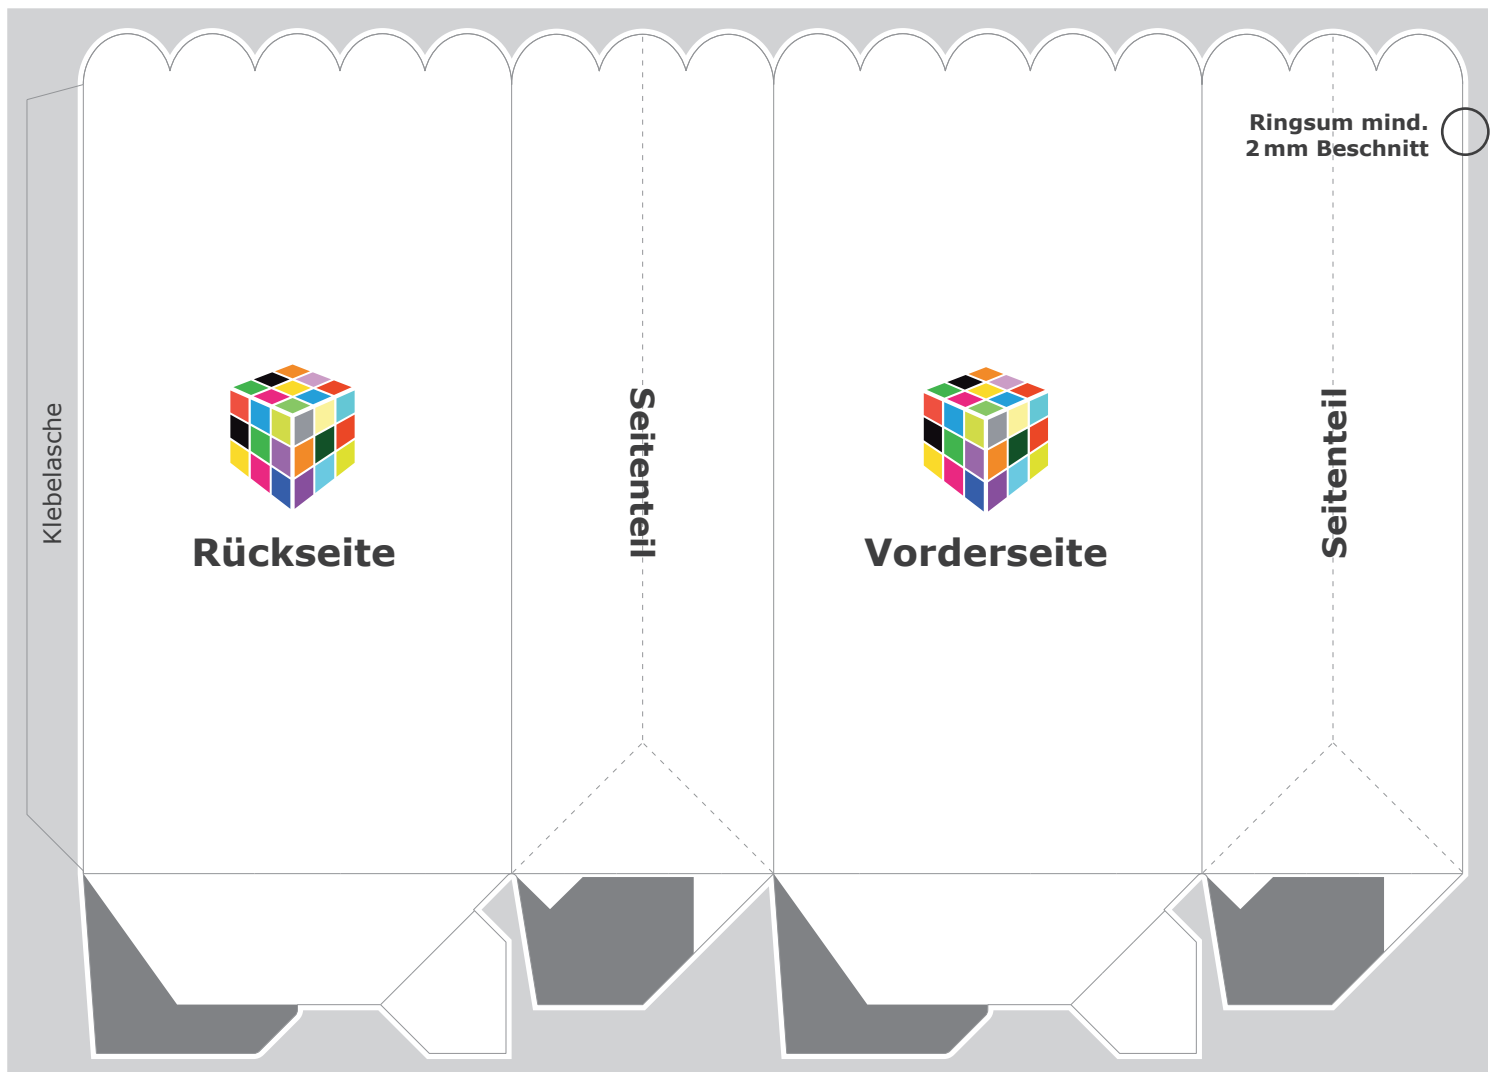 Ringsum mind.
2 mm Beschnitt
Klebelasche
Rückseite
Seitenteil
Vorderseite
Seitenteil